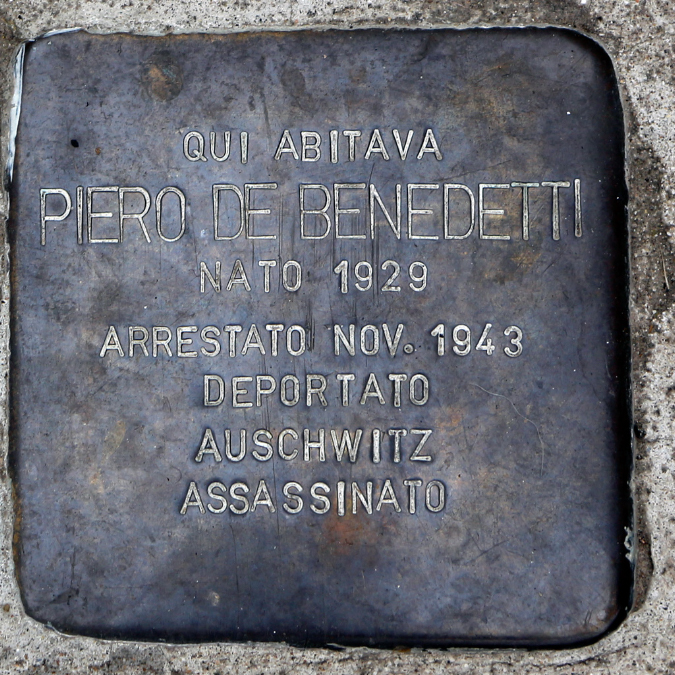 QUI ABITAVA
PIERO DE BENEDETTI
NATO 1929
ARRESTATO NOV. 1943
DEPORTATO
AUSCHWITZ
ASSASSINATO